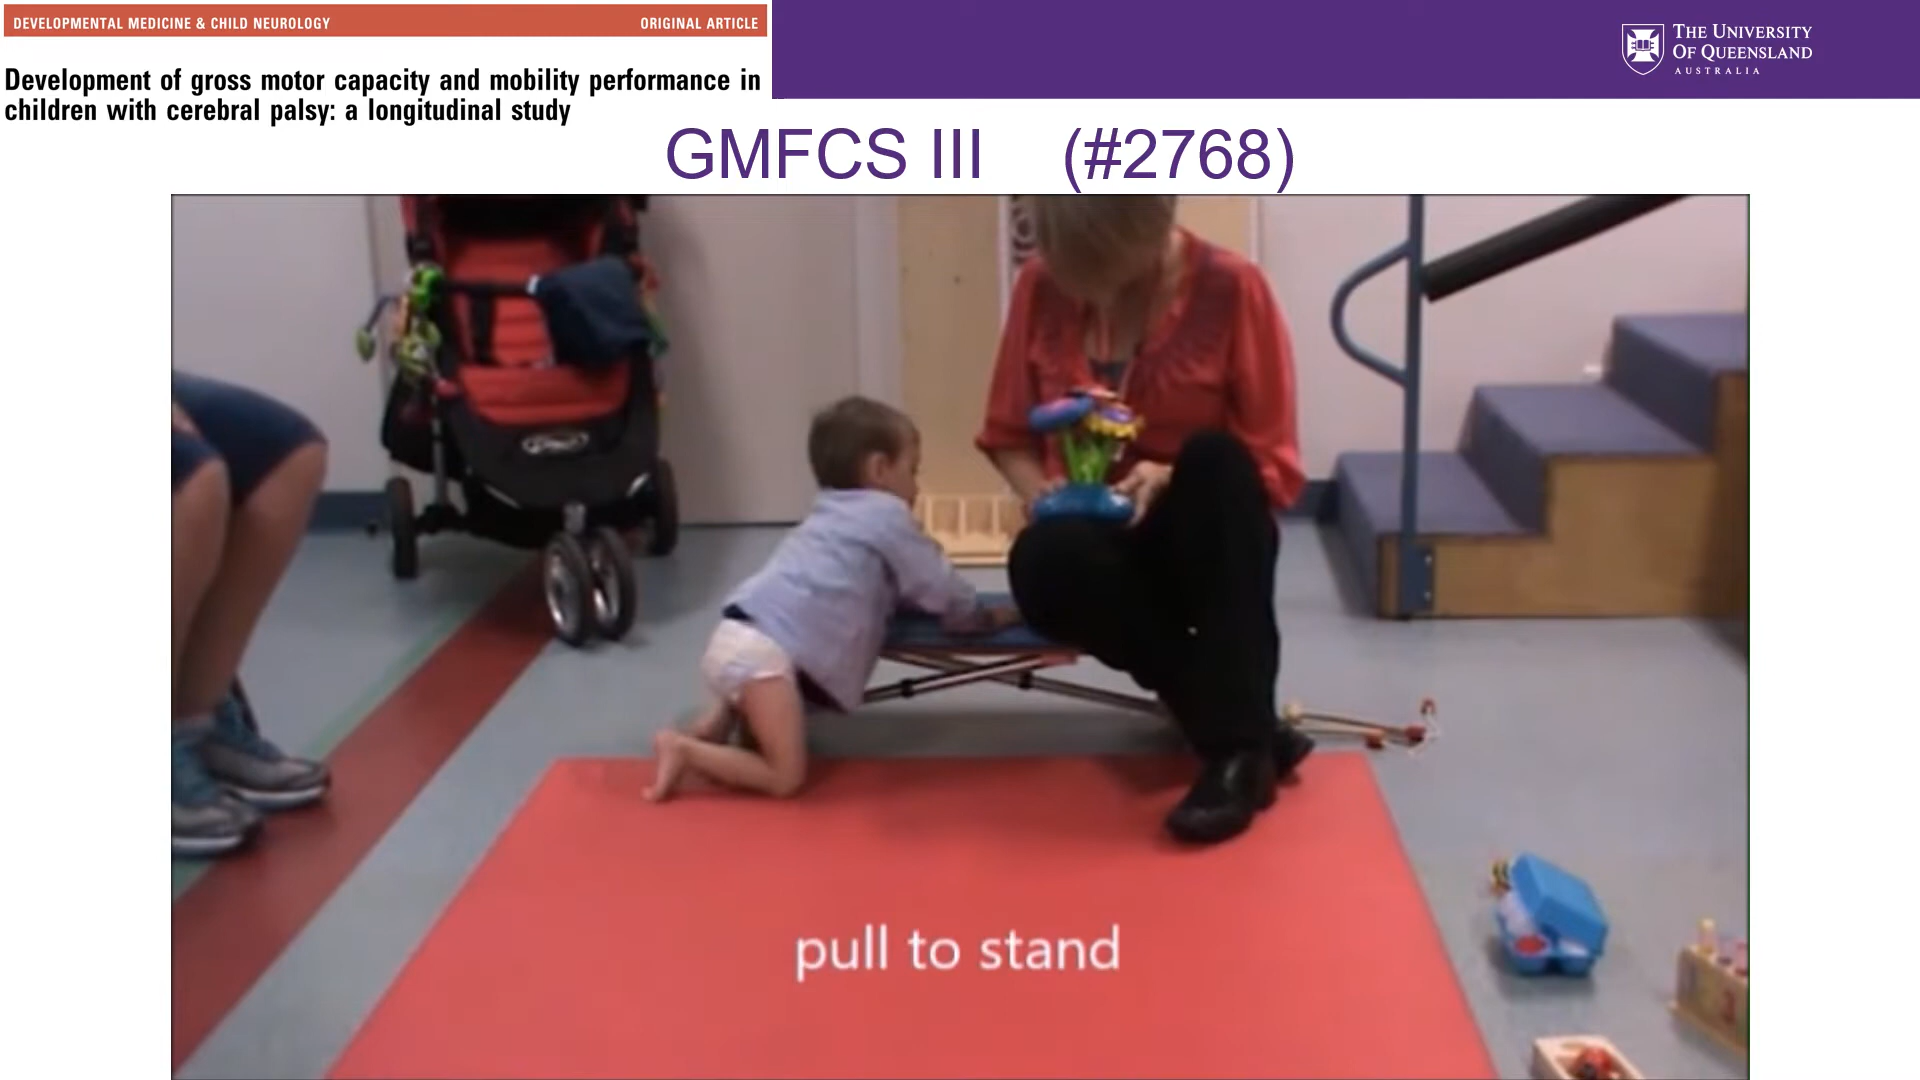 DEVELOPMENTAL MEDICINE & CHILD NEUROLOGY ORIGINAL ARTICLE
Development of gross motor capacity and mobility performance in
children with cerebral palsy: a longitudinal study
THE UNIVERSITY
OF QUEENSLAND
AUSTRALIA
GMFCS III (#2768)
pull to stand